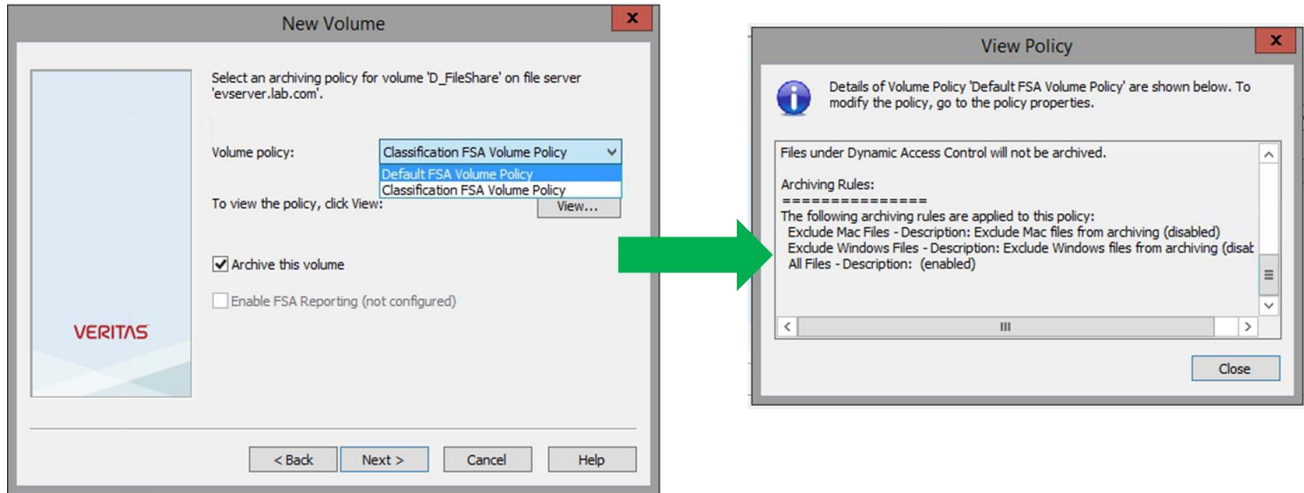 New Volume
x
Select an archiving policy for volume 'D_FileShare' on file server
'evserver.lab.com'.
Volume policy:
Classification FSA Volume Policy
Default FSA Volume Policy
Classification FSA Volume Policy
To view the policy, click View:
View...
Archive this volume
Enable FSA Reporting (not configured)
VERITAS
< Back
Next >
Cancel
Help
View Policy
x
Details of Volume Policy 'Default FSA Volume Policy' are shown below. To
modify the policy, go to the policy properties.
Files under Dynamic Access Control will not be archived.
Archiving Rules:
===============
The following archiving rules are applied to this policy:
Exclude Mac Files - Description: Exclude Mac files from archiving (disabled)
Exclude Windows Files - Description: Exclude Windows files from archiving (disat
All Files - Description: (enabled)
Close